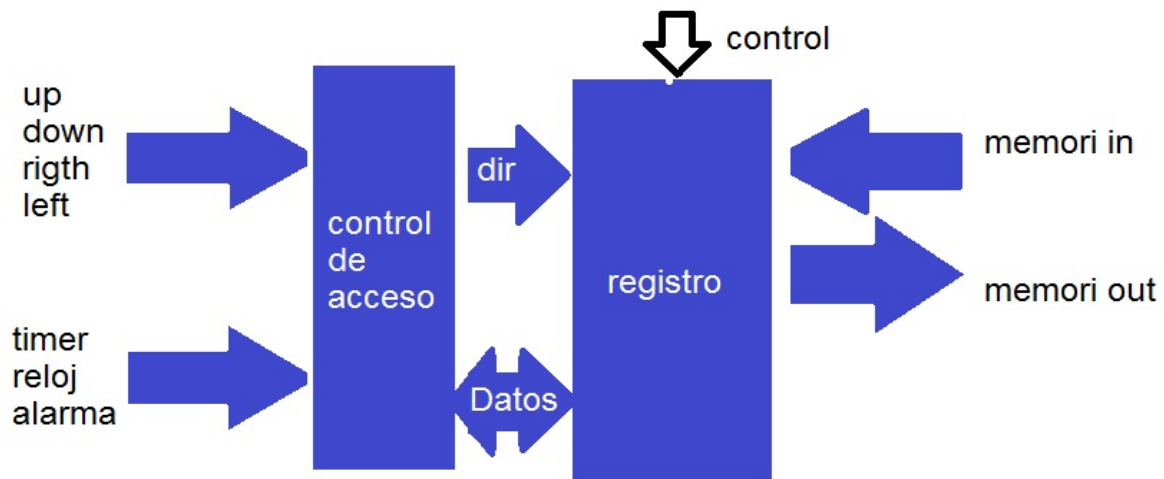 control
up
down
rigth
left
dir
memori in
control
de
acceso
registro
memori out
timer
reloj
alarma
Datos